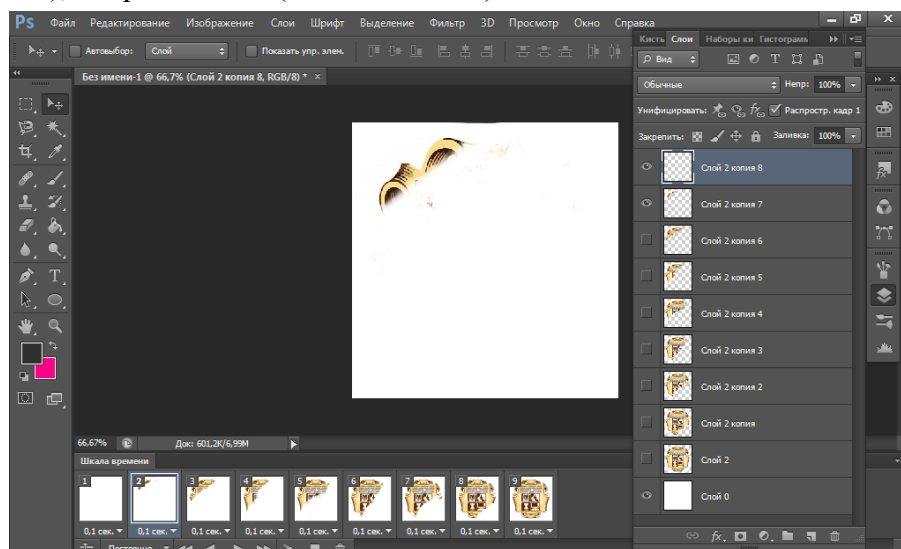 Ps Файл Редактирование Изображение Слои Шрифт Выделение Фильтр 3D Просмотр Окно Справка
Автовыбор: Слой Показать упр. элем.
Без имени-1 @ 66,7% (Слой 2 копия 8, RGB/8) * ×
Кисть Слои Наборы ки Гистограмм
Вид
Обычные Непр: 100%
Унифицировать: Распростр. кадр 1
Закрепить: Заливка: 100%
Слой 2 копия 8
Слой 2 копия 7
Слой 2 копия 6
Слой 2 копия 5
Слой 2 копия 4
Слой 2 копия 3
Слой 2 копия 2
Слой 2 копия
Слой 2
Слой 0
fx
66,67% Док: 601,2K/6,99M
Шкала времени
1 2 3 4 5 6 7 8 9
0,1 сек. 0,1 сек. 0,1 сек. 0,1 сек. 0,1 сек. 0,1 сек. 0,1 сек. 0,1 сек. 0,1 сек.
Постоянно